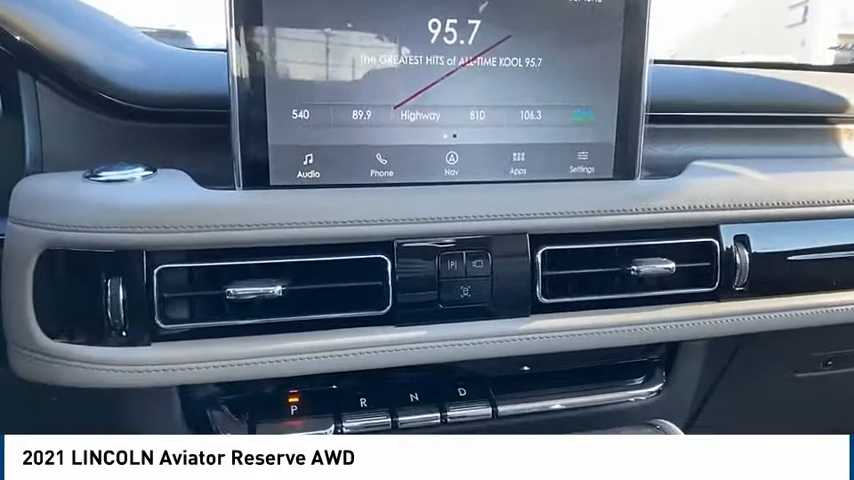 95.7
The GREATEST HITS of ALL-TIME KOOL 95.7
540 89.9 Highway 810 106.3
Audio Phone Nav Apps Settings
P R N D
2021 LINCOLN Aviator Reserve AWD